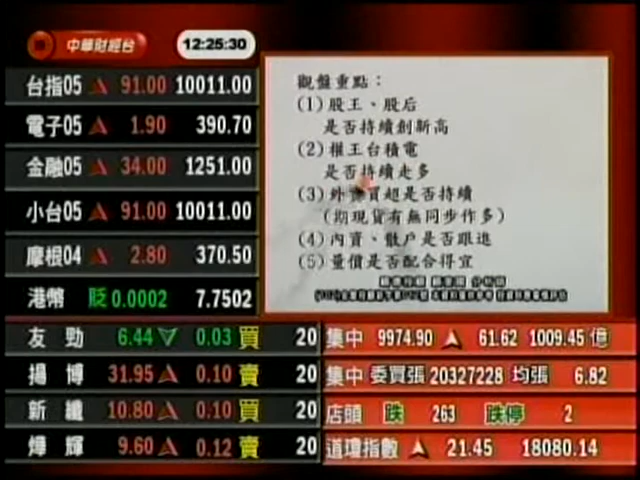 中華財經台
12:25:30
台指05 91.00 10011.00
電子05 1.90 390.70
金融05 34.00 1251.00
小台05 91.00 10011.00
摩根04 2.80 370.50
港幣 貶 0.0002 7.7502
觀盤重點：
(1) 股王、股后
是否持續創新高
(2) 權王台積電
是否持續走多
(3) 外資買超是否持續
(期現貨有無同步作多)
(4) 內資、散戶是否跟進
(5) 量價是否配合得宜
友勁 6.44 0.03 買 20
揚博 31.95 0.10 賣 20
新纖 10.80 0.10 買 20
燁輝 9.60 0.12 賣 20
集中 9974.90 61.62 1009.45 億
集中 委買張 20327228 均張 6.82
店頭 跌 263 跌停 2
道瓊指數 21.45 18080.14